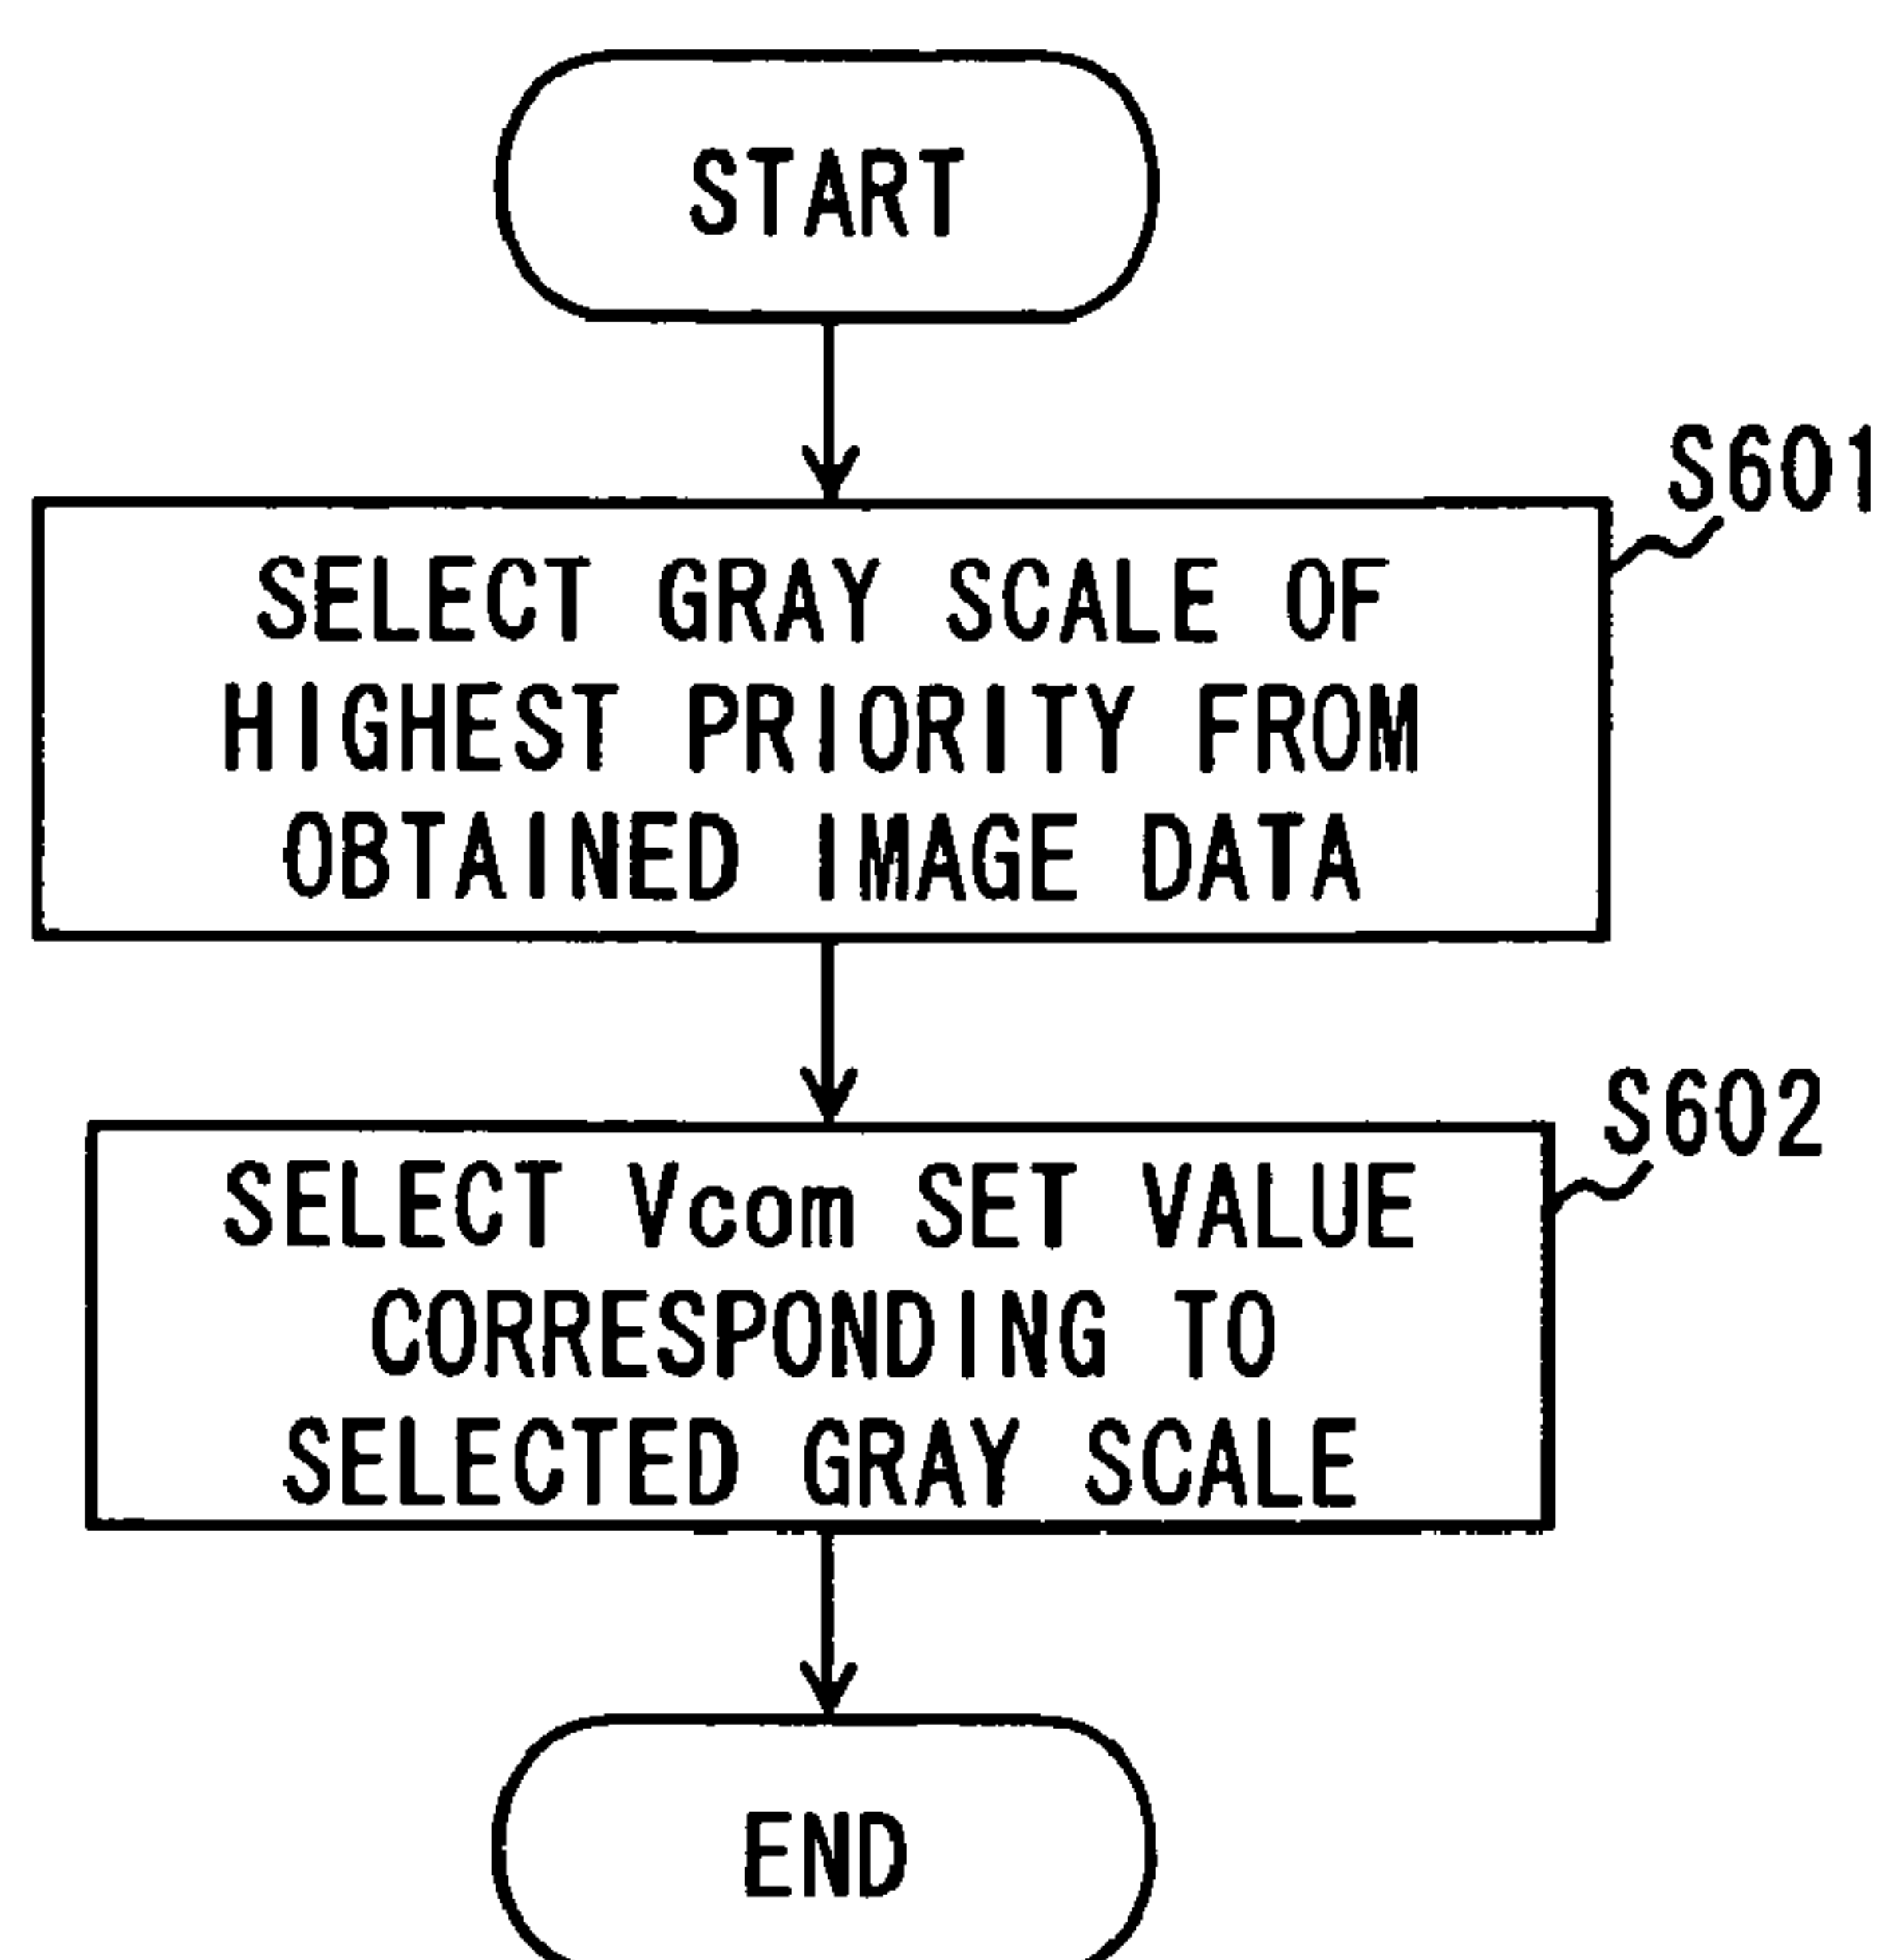 START
S601
SELECT GRAY SCALE OF
HIGHEST PRIORITY FROM
OBTAINED IMAGE DATA
S602
SELECT Vcom SET VALUE
CORRESPONDING TO
SELECTED GRAY SCALE
END